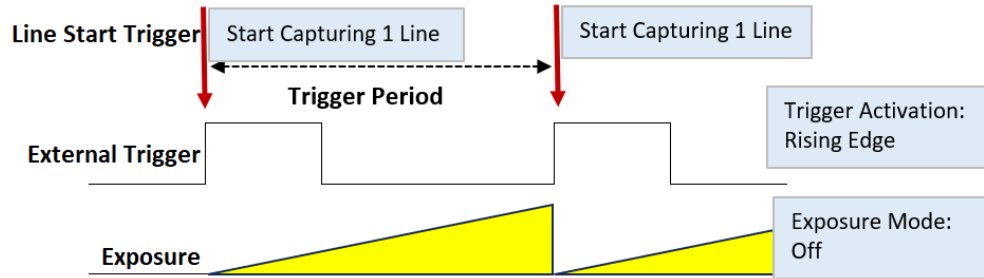 Line Start Trigger
Start Capturing 1 Line
Start Capturing 1 Line
Trigger Period
Trigger Activation:
Rising Edge
External Trigger
Exposure Mode:
Off
Exposure